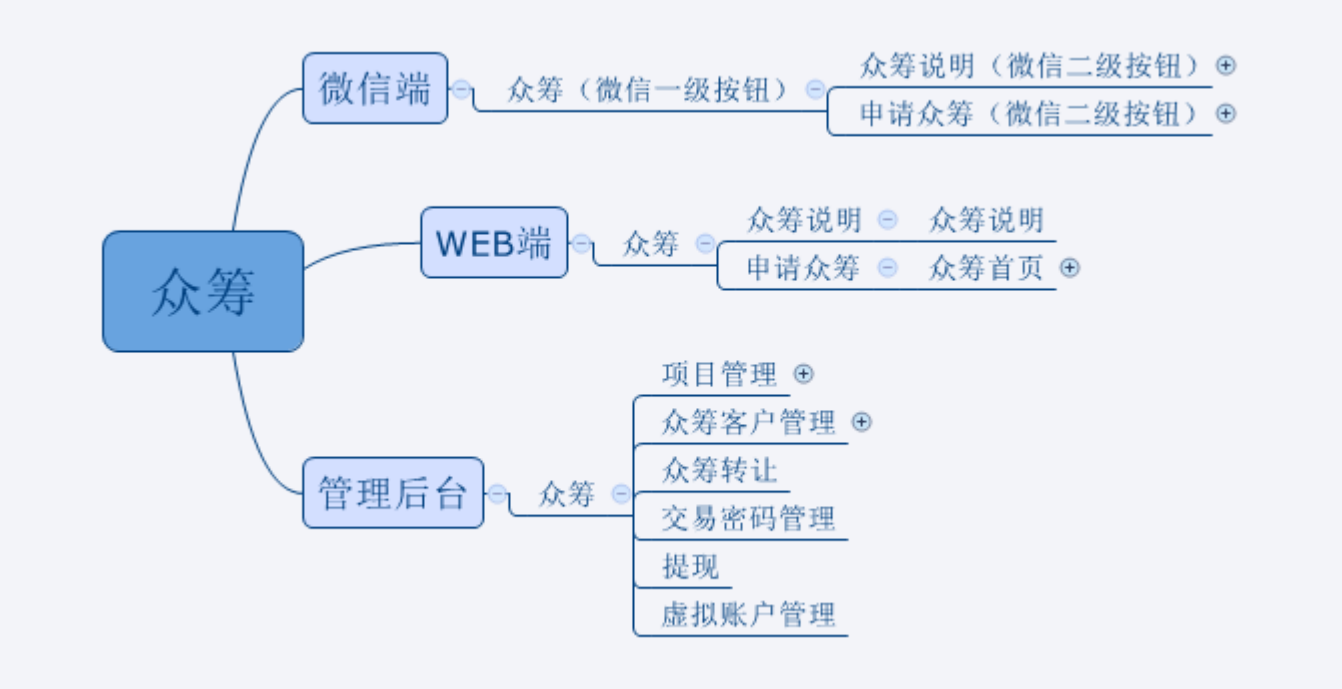 众筹
微信端
众筹（微信一级按钮）
众筹说明（微信二级按钮）
申请众筹（微信二级按钮）
WEB端
众筹
众筹说明
众筹说明
申请众筹
众筹首页
管理后台
众筹
项目管理
众筹客户管理
众筹转让
交易密码管理
提现
虚拟账户管理